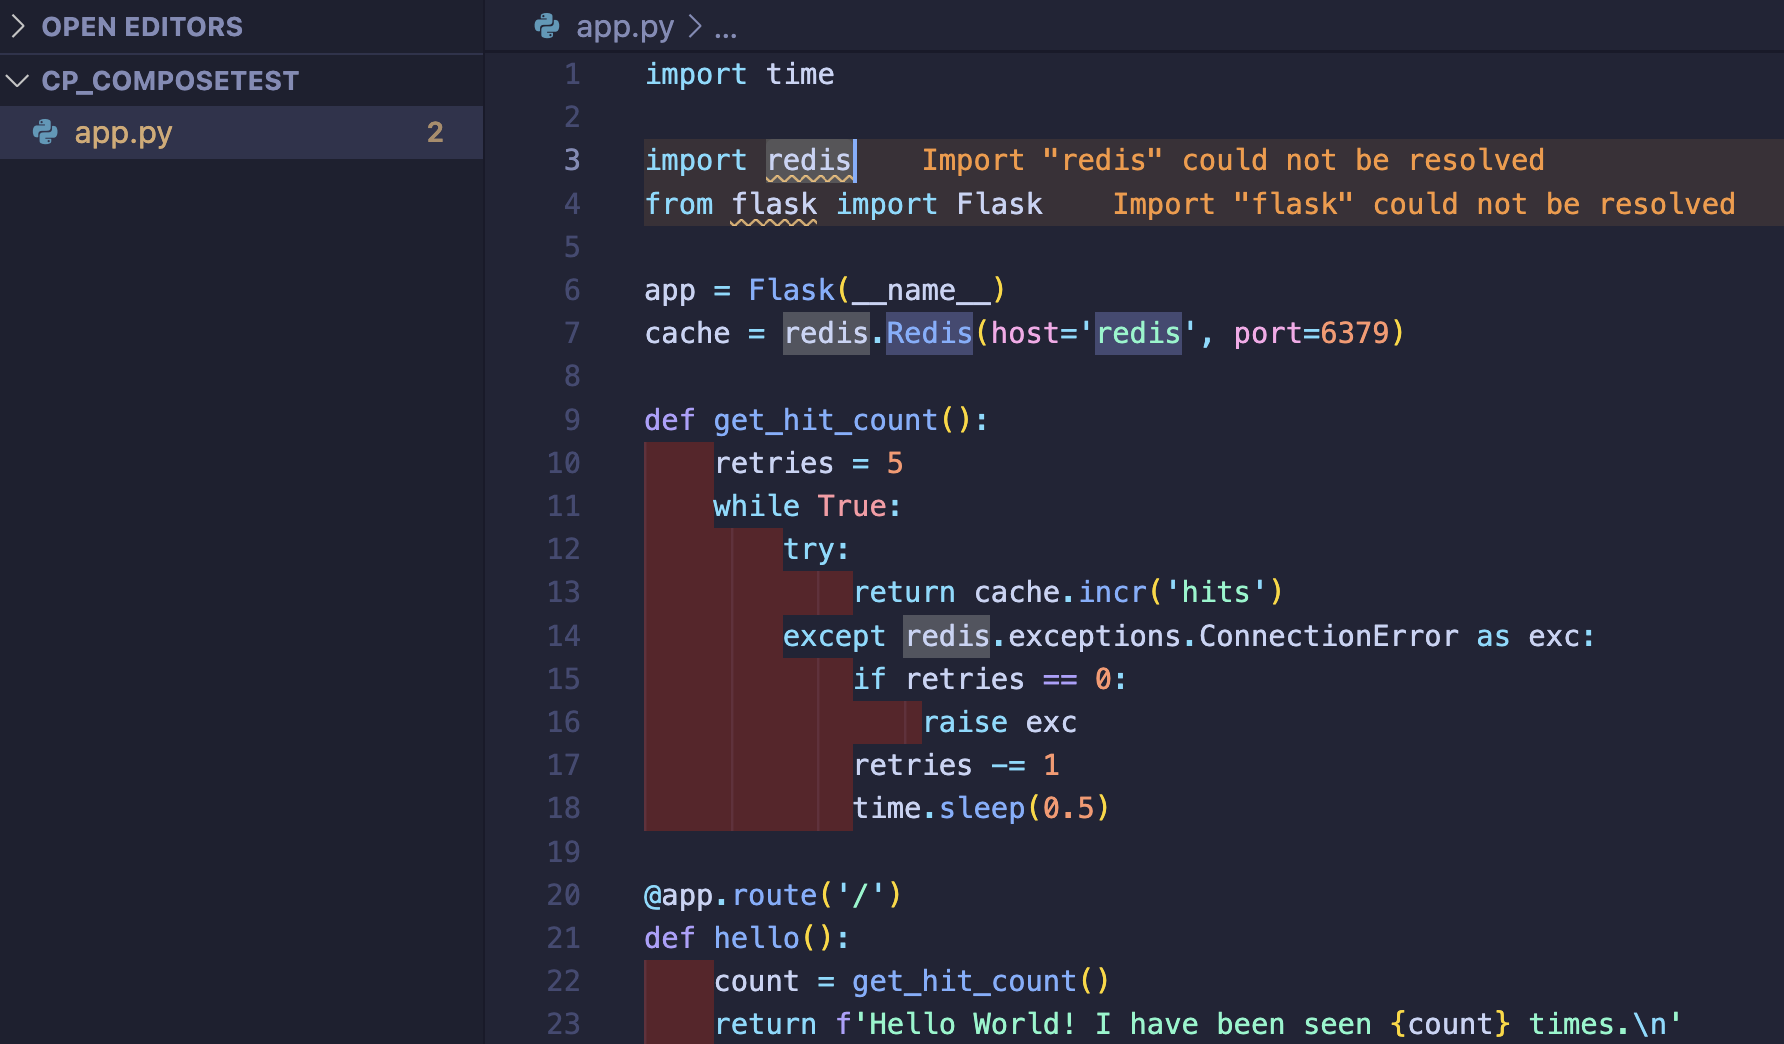 OPEN EDITORS
CP_COMPOSETEST
app.py 2
app.py > ...
1 import time
2
3 import redis Import "redis" could not be resolved
4 from flask import Flask Import "flask" could not be resolved
5
6 app = Flask(__name__)
7 cache = redis.Redis(host='redis', port=6379)
8
9 def get_hit_count():
10     retries = 5
11     while True:
12         try:
13             return cache.incr('hits')
14         except redis.exceptions.ConnectionError as exc:
15             if retries == 0:
16                 raise exc
17             retries -= 1
18             time.sleep(0.5)
19
20 @app.route('/')
21 def hello():
22     count = get_hit_count()
23     return f'Hello World! I have been seen {count} times.\n'